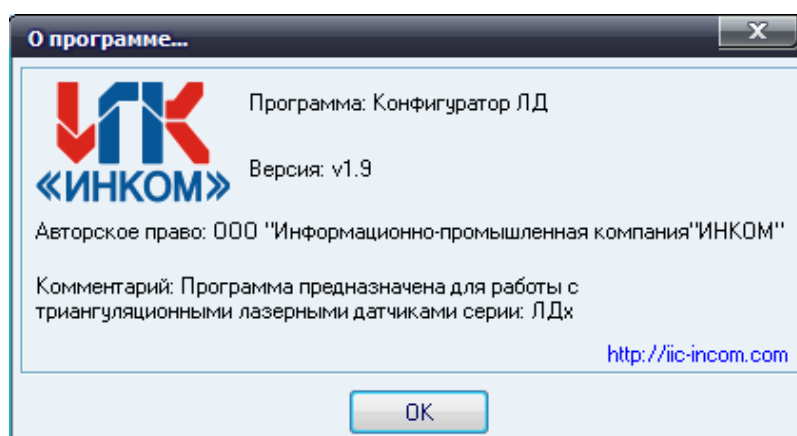 О программе...
x
ИПК
«ИНКОМ»
Программа: Конфигуратор ЛД
Версия: v1.9
Авторское право: ООО "Информационно-промышленная компания"ИНКОМ"
Комментарий: Программа предназначена для работы с
триангуляционными лазерными датчиками серии: ЛДх
http://iic-incom.com
OK